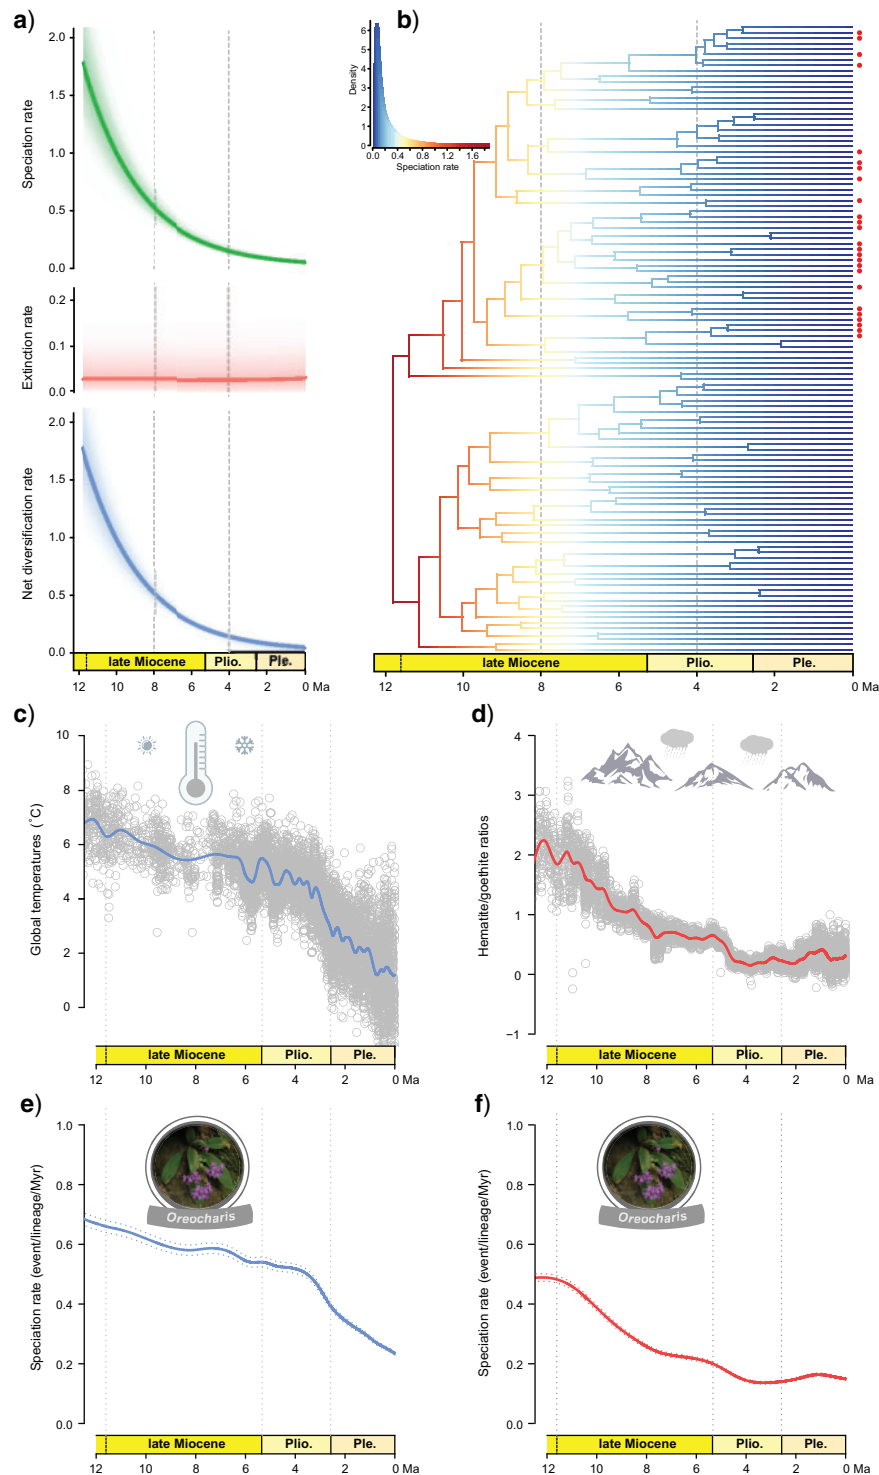 a)
Speciation rate
2.0
1.5
1.0
0.5
0.0
Extinction rate
0.2
0.1
0.0
Net diversification rate
2.0
1.5
1.0
0.5
0.0
late Miocene Plio. Ple.
12 10 8 6 4 2 0 Ma
b)
Density
6
5
4
3
2
1
0
0.0 0.4 0.8 1.2 1.6
Speciation rate
late Miocene Plio. Ple.
12 10 8 6 4 2 0 Ma
c)
Global temperatures (˚C)
10
8
6
4
2
0
late Miocene Plio. Ple.
12 10 8 6 4 2 0 Ma
d)
Hematite/goethite ratios
4
3
2
1
0
−1
late Miocene Plio. Ple.
12 10 8 6 4 2 0 Ma
e)
Speciation rate (event/lineage/Myr)
1.0
0.8
0.6
0.4
0.2
0.0
Oreocharis
late Miocene Plio. Ple.
12 10 8 6 4 2 0 Ma
f)
Speciation rate (event/lineage/Myr)
1.0
0.8
0.6
0.4
0.2
0.0
Oreocharis
late Miocene Plio. Ple.
12 10 8 6 4 2 0 Ma